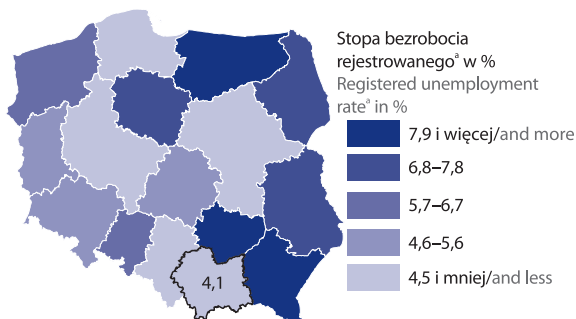 Stopa bezrobocia
rejestrowanegoᵃ w %
Registered unemployment
rateᵃ in %
7,9 i więcej/and more
6,8–7,8
5,7–6,7
4,6–5,6
4,5 i mniej/and less
4,1